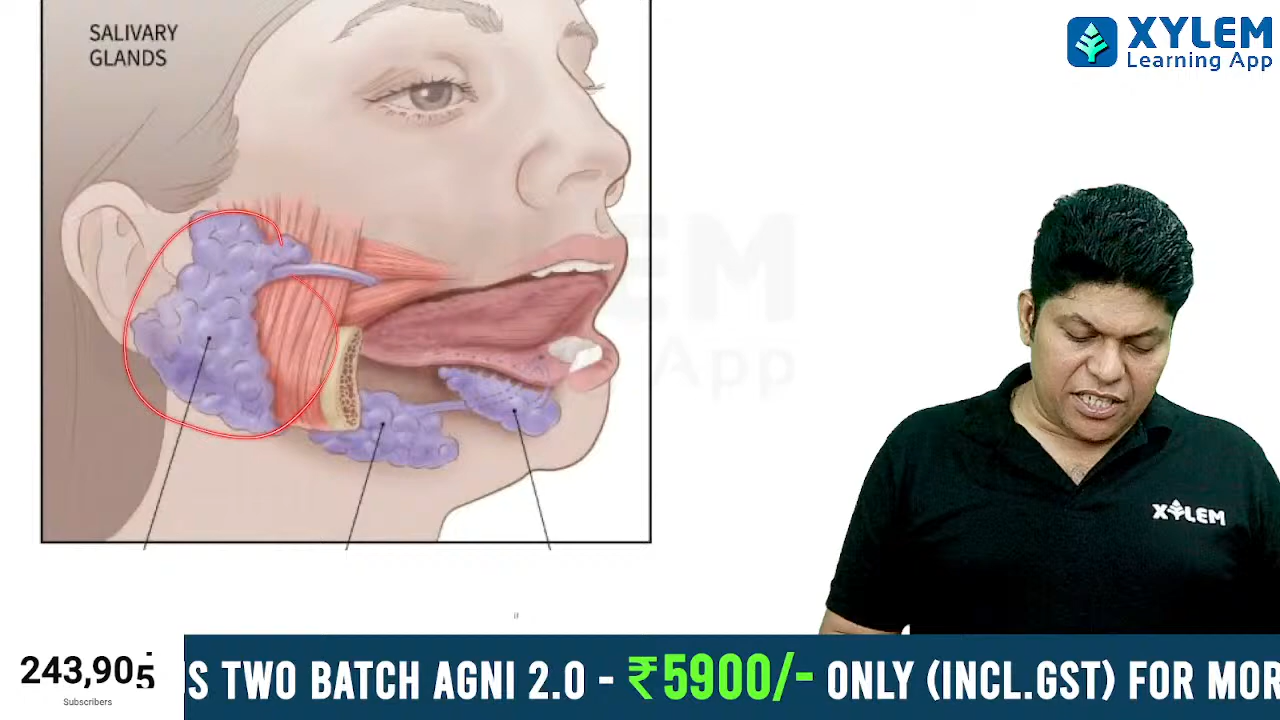 SALIVARY
GLANDS
XYLEM
Learning App
XYLEM
243,905
Subscribers
S TWO BATCH AGNI 2.0 - ₹5900/- ONLY (INCL.GST) FOR MOR